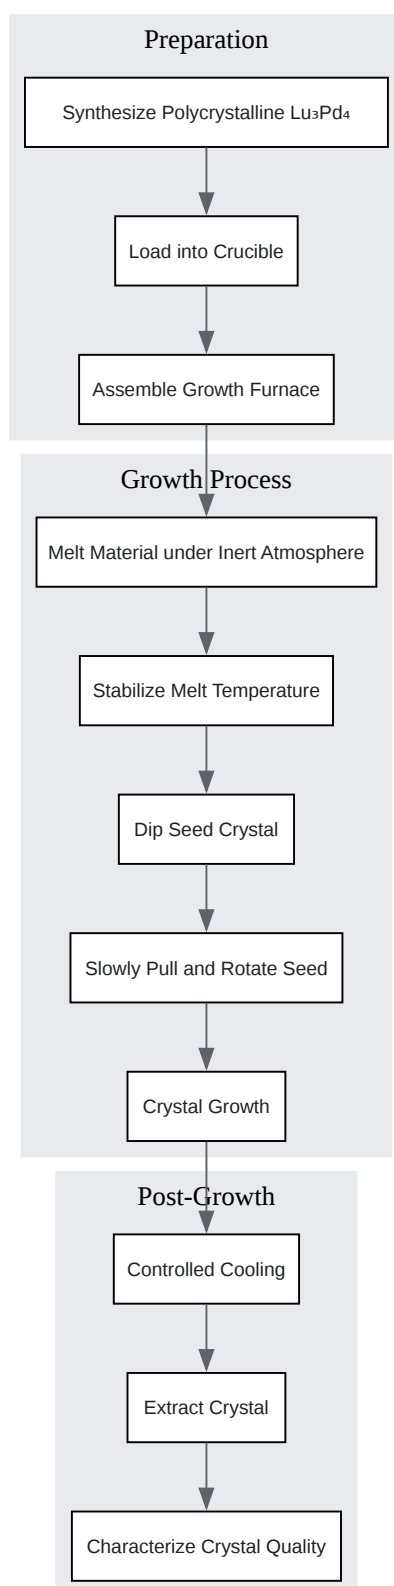 Preparation
Synthesize Polycrystalline Lu₃Pd₄
Load into Crucible
Assemble Growth Furnace
Growth Process
Melt Material under Inert Atmosphere
Stabilize Melt Temperature
Dip Seed Crystal
Slowly Pull and Rotate Seed
Crystal Growth
Post-Growth
Controlled Cooling
Extract Crystal
Characterize Crystal Quality